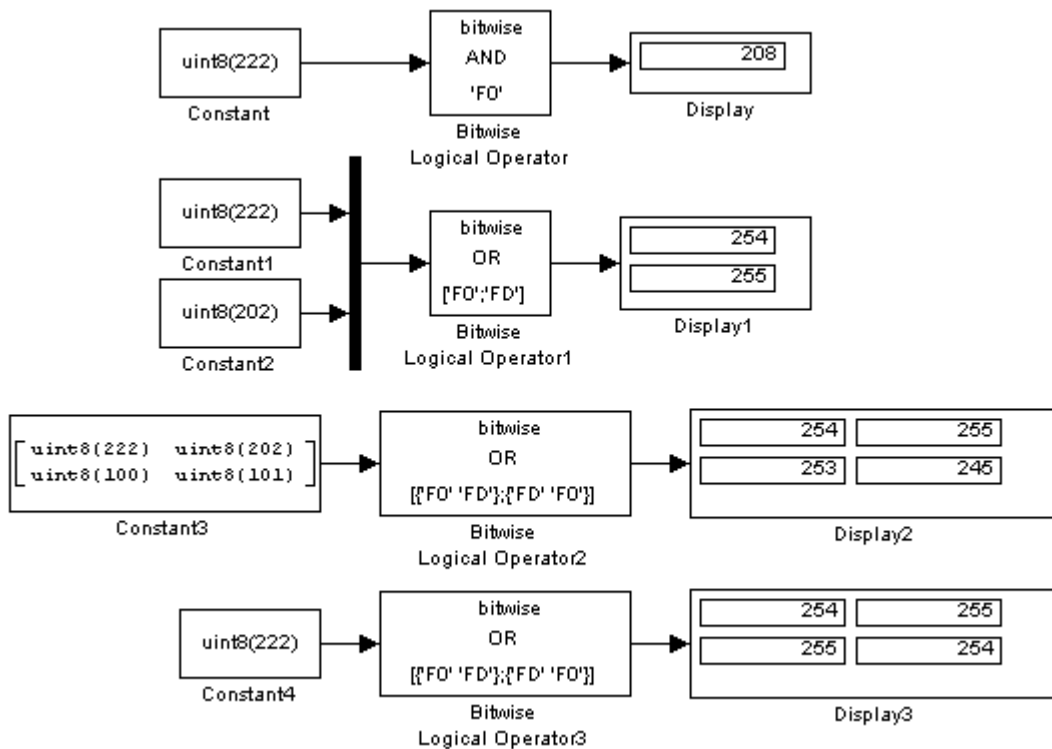 uint8(222)
Constant
bitwise
AND
'F0'
Bitwise
Logical Operator
208
Display
uint8(222)
Constant1
uint8(202)
Constant2
bitwise
OR
['F0';'FD']
Bitwise
Logical Operator1
254
255
Display1
uint8(222) uint8(202)
uint8(100) uint8(101)
Constant3
bitwise
OR
[{'F0' 'FD'};{'FD' 'F0'}]
Bitwise
Logical Operator2
254 255
253 245
Display2
uint8(222)
Constant4
bitwise
OR
[{'F0' 'FD'};{'FD' 'F0'}]
Bitwise
Logical Operator3
254 255
255 254
Display3